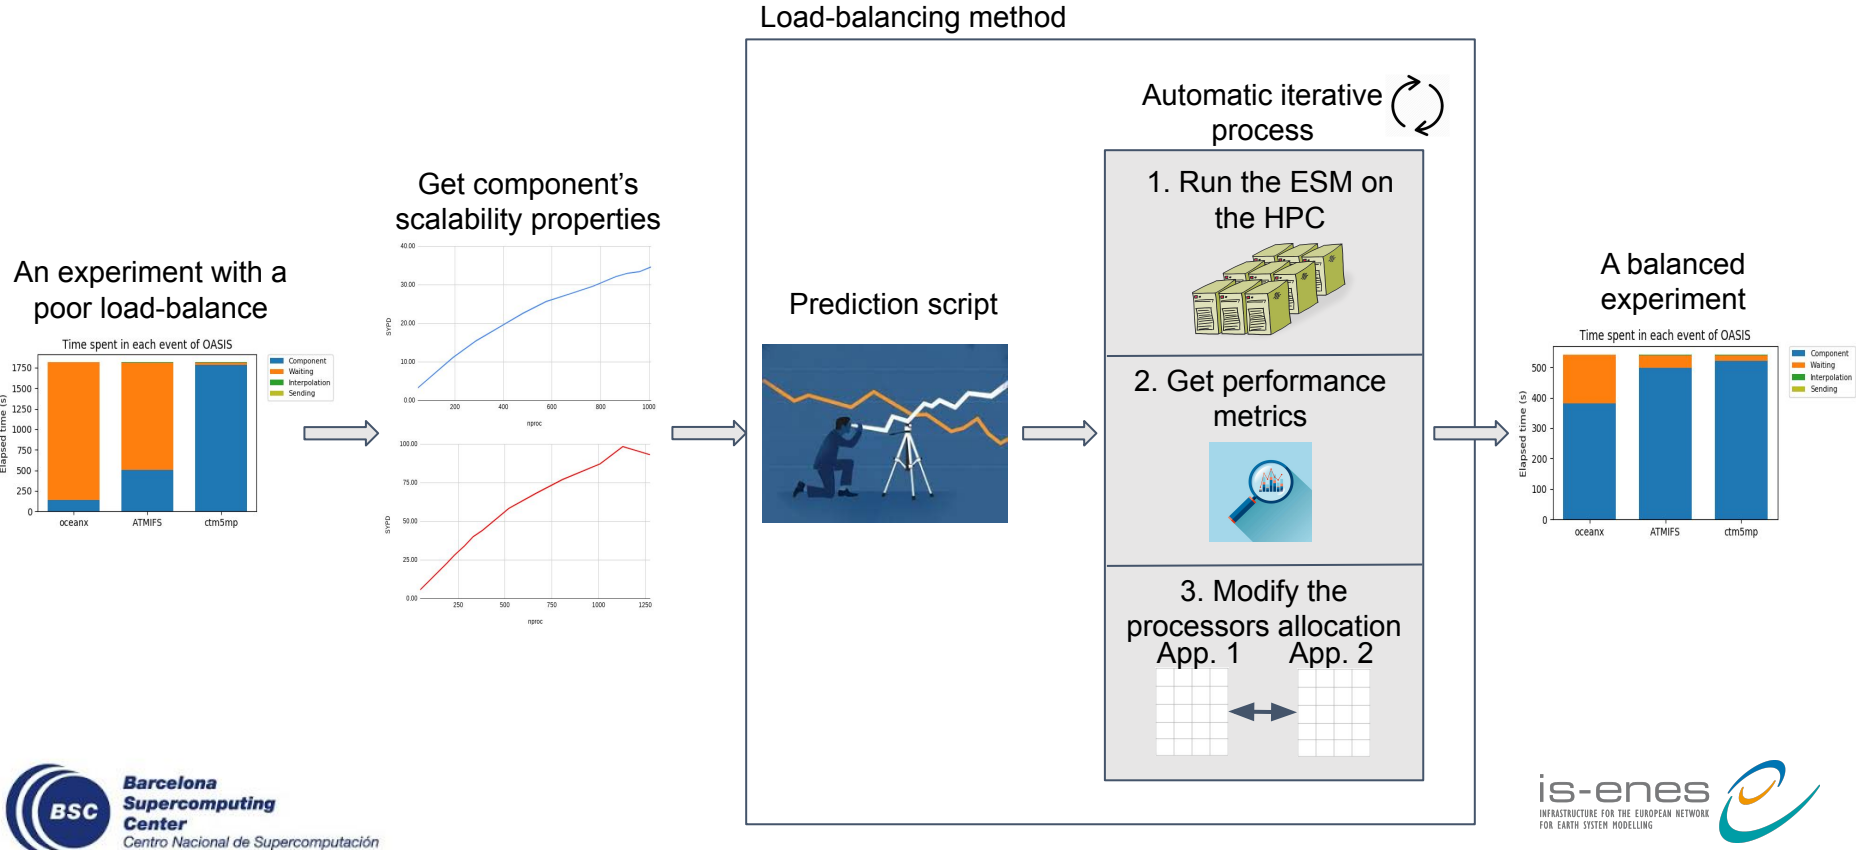 Load-balancing method
Automatic iterative
process
1. Run the ESM on
the HPC
2. Get performance
metrics
3. Modify the
processors allocation
App. 1 App. 2
Prediction script
Get component's
scalability properties
40.00
30.00
20.00
10.00
0.00
SYPD
200 400 600 800 1000
nproc
100.00
75.00
50.00
25.00
0.00
SYPD
250 500 750 1000 1250
nproc
An experiment with a
poor load-balance
Time spent in each event of OASIS
Component
Waiting
Interpolation
Sending
1750
1500
1250
1000
750
500
250
0
Elapsed time (s)
oceanx ATMIFS ctm5mp
A balanced
experiment
Time spent in each event of OASIS
Component
Waiting
Interpolation
Sending
500
400
300
200
100
0
Elapsed time (s)
oceanx ATMIFS ctm5mp
BSC
Barcelona
Supercomputing
Center
Centro Nacional de Supercomputación
is-enes
INFRASTRUCTURE FOR THE EUROPEAN NETWORK
FOR EARTH SYSTEM MODELLING